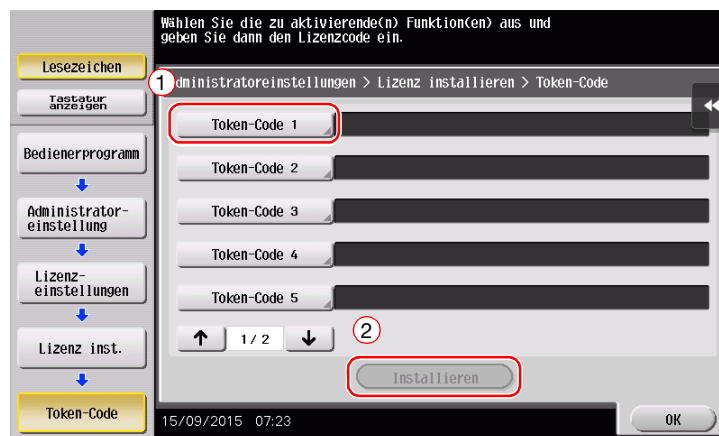 Wählen Sie die zu aktivierende(n) Funktion(en) aus und
geben Sie dann den Lizenzcode ein.
Lesezeichen
Tastatur
anzeigen
Bedienerprogramm
Administrator-
einstellung
Lizenz-
einstellungen
Lizenz inst.
Token-Code
1
dministratoreinstellungen > Lizenz installieren > Token-Code
Token-Code 1
Token-Code 2
Token-Code 3
Token-Code 4
Token-Code 5
↑ 1/ 2 ↓
2
Installieren
15/09/2015 07:23
OK